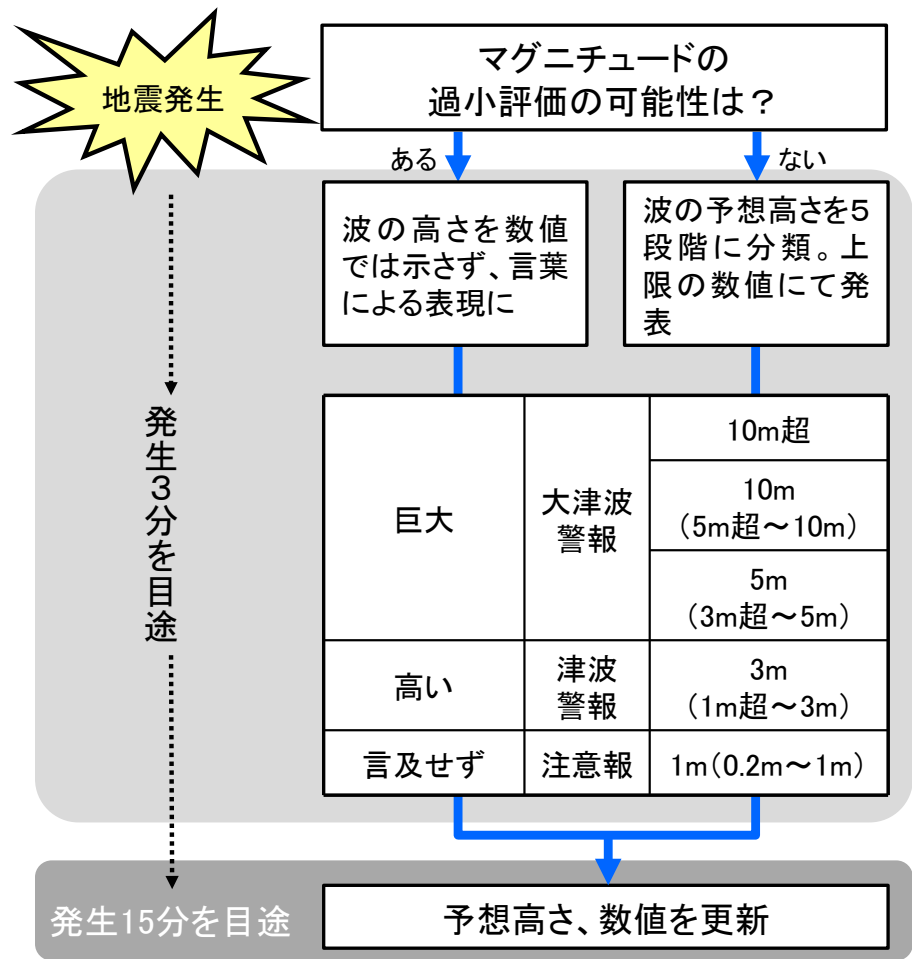 地震発生
マグニチュードの
過小評価の可能性は？
ある
ない
波の高さを数値
では示さず、言葉
による表現に
波の予想高さを５
段階に分類。上
限の数値にて発
表
発生３分を目途
巨大
大津波
警報
10m超
10m
（5m超～10m）
5m
（3m超～5m）
高い
津波
警報
3m
（1m超～3m）
言及せず
注意報
1m（0.2m～1m）
発生15分を目途
予想高さ、数値を更新